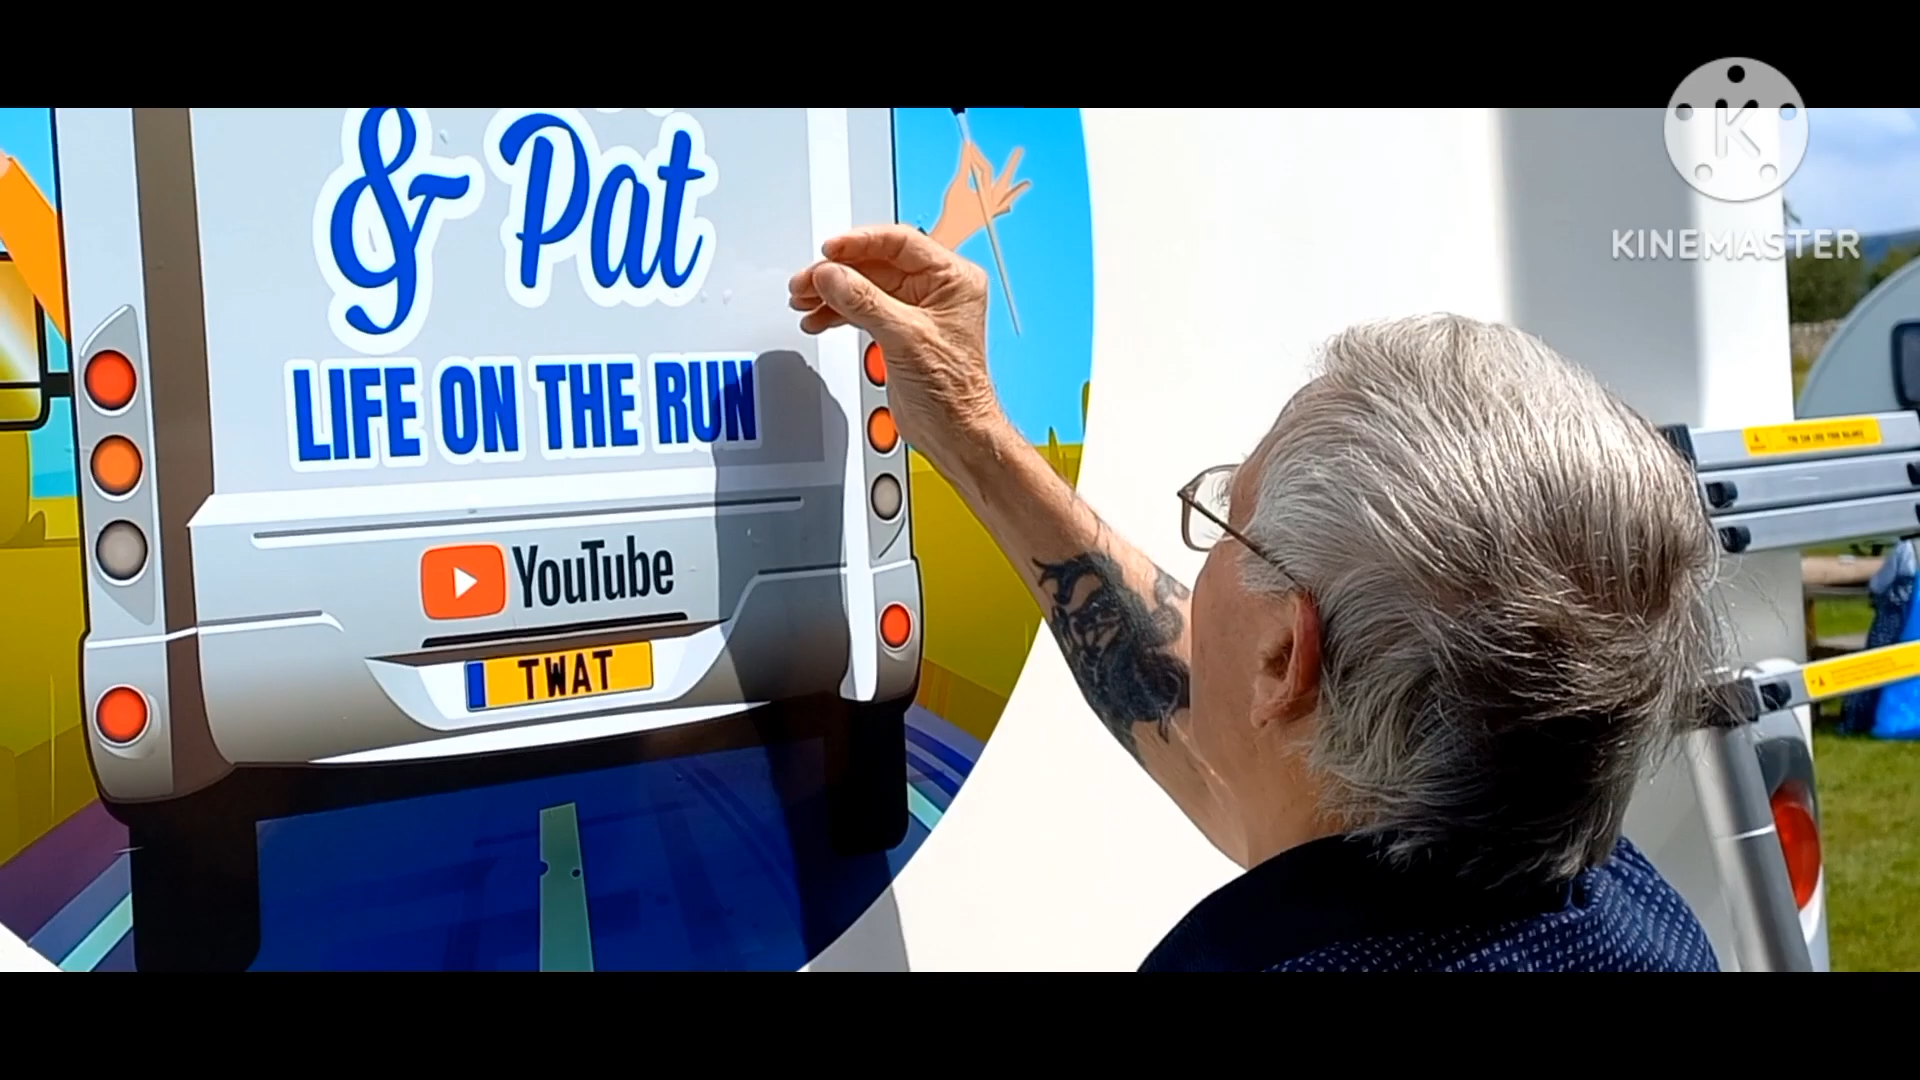 & Pat
LIFE ON THE RUN
YouTube
TWAT
K
KINEMASTER